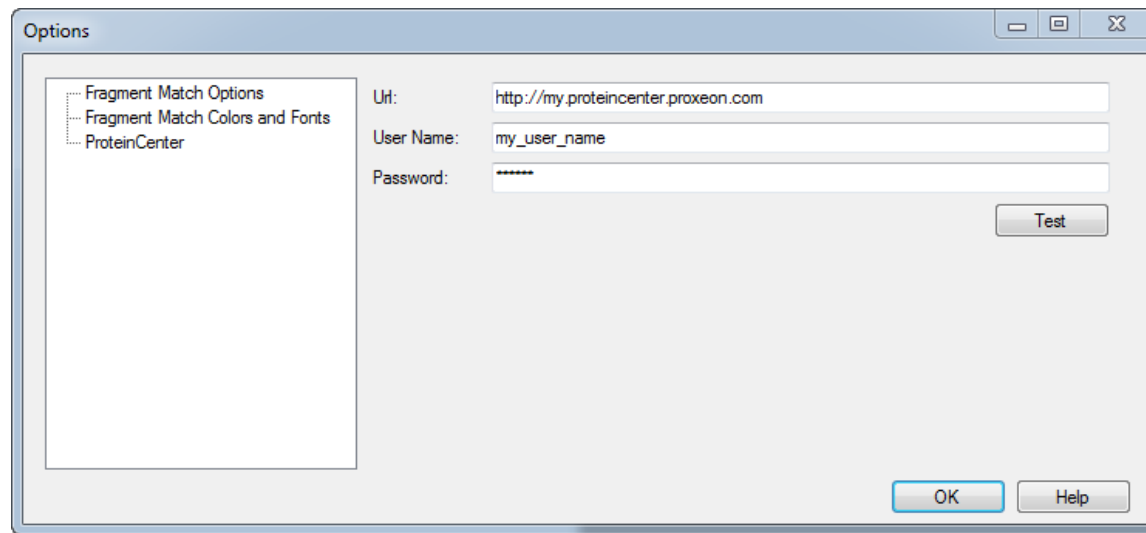 Options
Fragment Match Options
Fragment Match Colors and Fonts
ProteinCenter
Url: http://my.proteincenter.proxeon.com
User Name: my_user_name
Password: ******
Test
OK Help